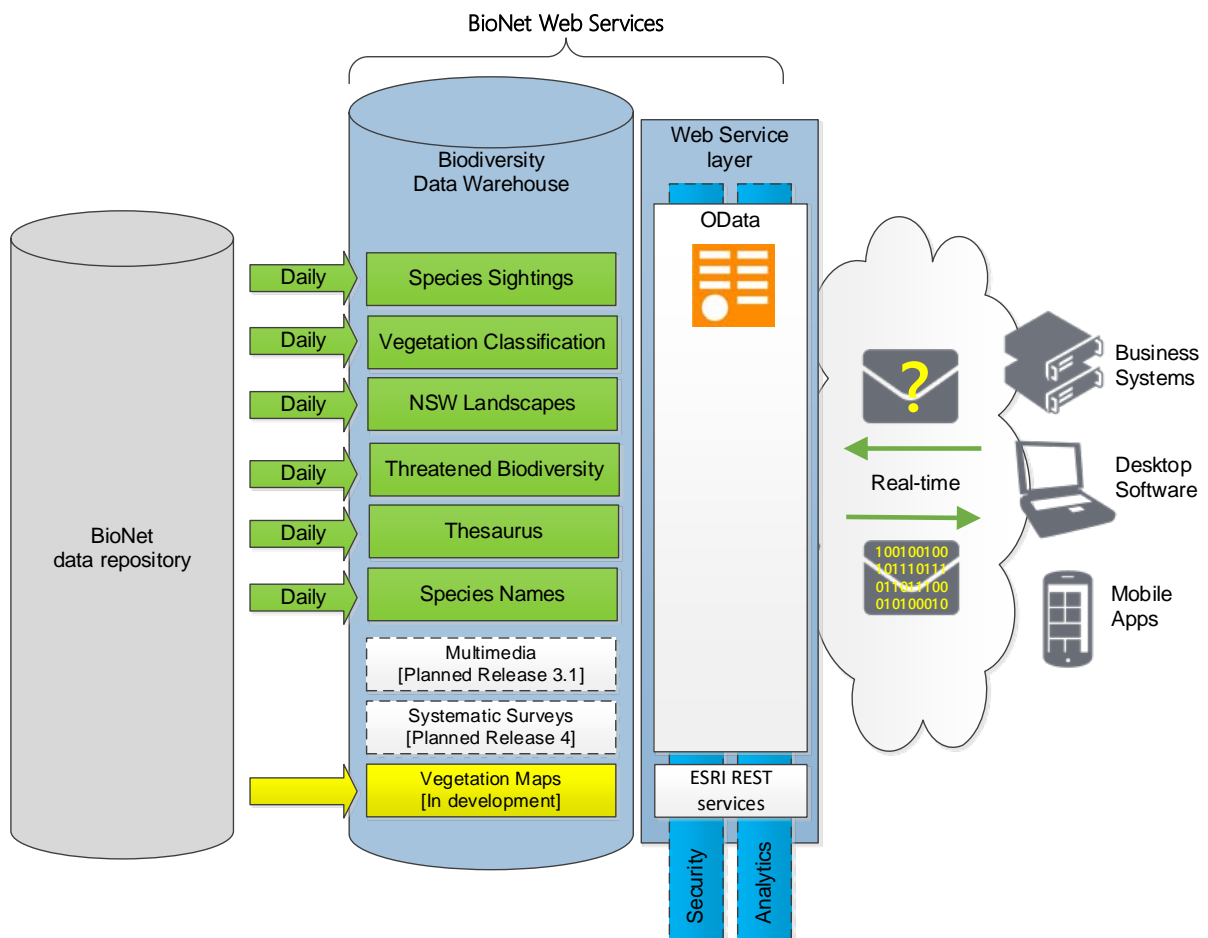 BioNet Web Services
Biodiversity
Data Warehouse
Web Service
layer
OData
BioNet
data repository
Daily
Species Sightings
Daily
Vegetation Classification
Daily
NSW Landscapes
Daily
Threatened Biodiversity
Daily
Thesaurus
Daily
Species Names
Multimedia
[Planned Release 3.1]
Systematic Surveys
[Planned Release 4]
Vegetation Maps
[In development]
ESRI REST
services
Security
Analytics
?
Real-time
100100100
101110111
011011100
010100010
Business
Systems
Desktop
Software
Mobile
Apps